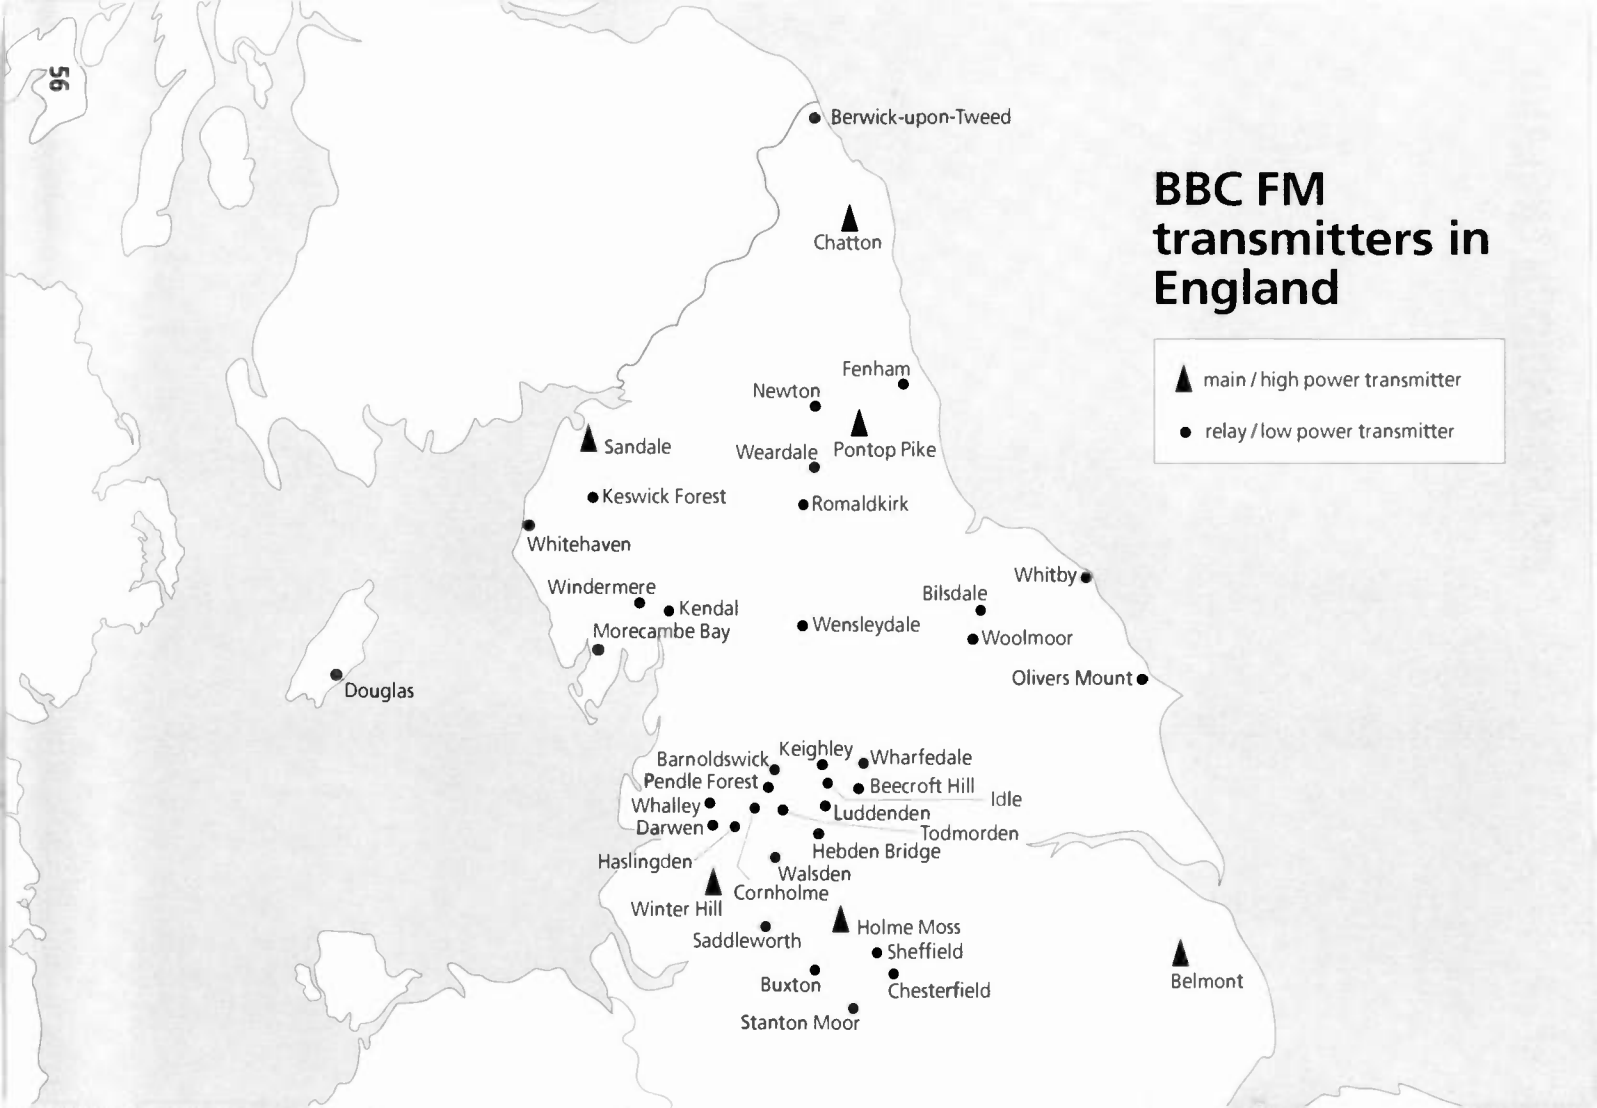 56
Berwick-upon-Tweed
BBC FM
transmitters in
England
Chatton
main / high power transmitter
relay / low power transmitter
Fenham
Newton
Sandale
Weardale
Pontop Pike
Keswick Forest
Romaldkirk
Whitehaven
Whitby
Windermere
Bilsdale
Kendal
Morecambe Bay
Wensleydale
Woolmoor
Olivers Mount
Douglas
Keighley
Barnoldswick
Wharfedale
Pendle Forest
Beecroft Hill
Idle
Whalley
Luddenden
Darwen
Todmorden
Hebden Bridge
Haslingden
Walsden
Cornholme
Winter Hill
Holme Moss
Saddleworth
Sheffield
Belmont
Buxton
Chesterfield
Stanton Moor